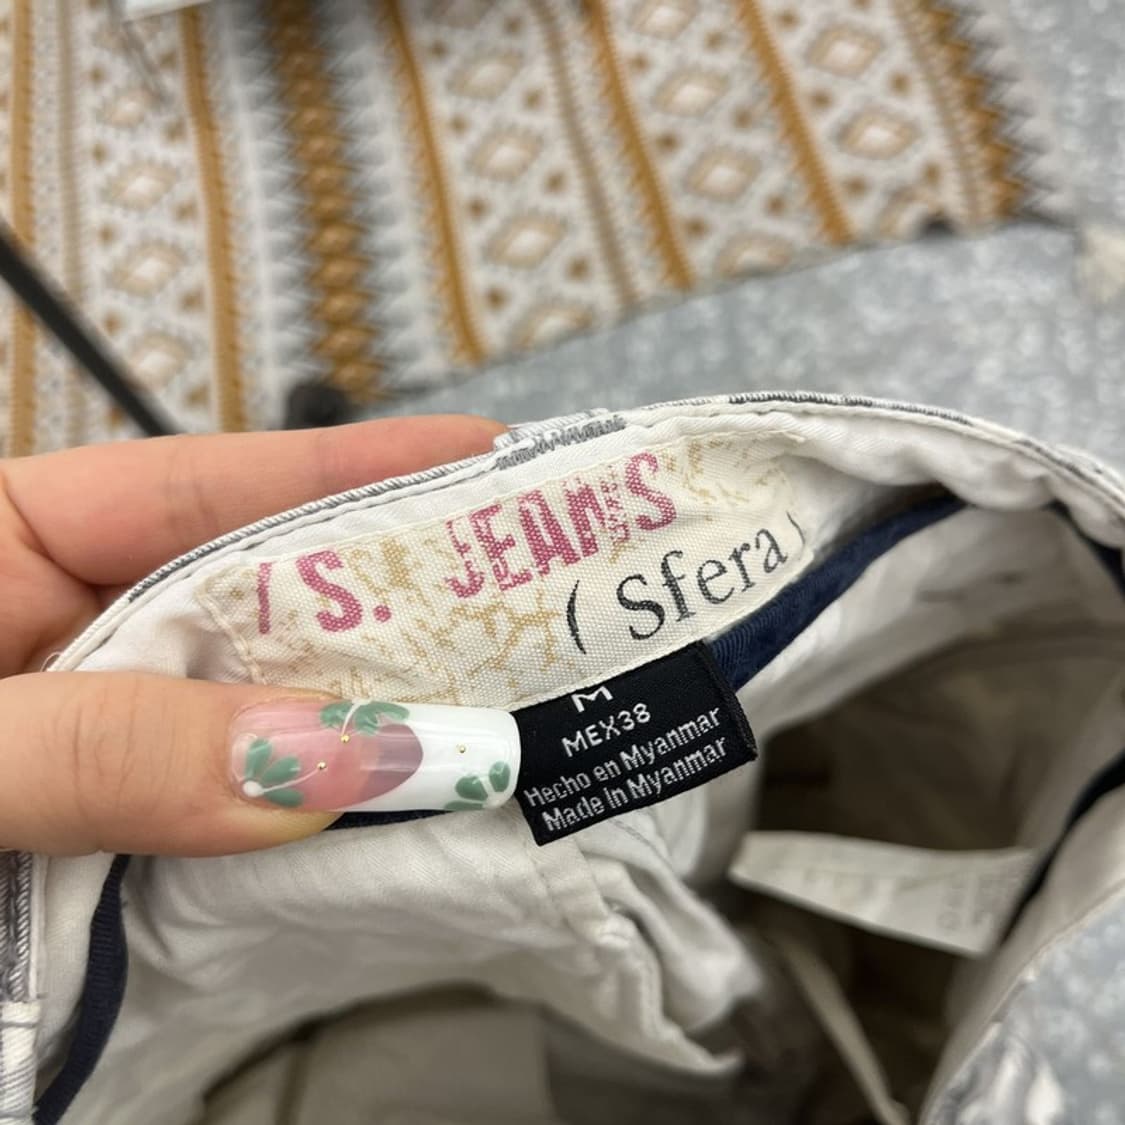 ( S. JEANS
( Sfera )
M
MEX38
Hecho en Myanmar
Made in Myanmar